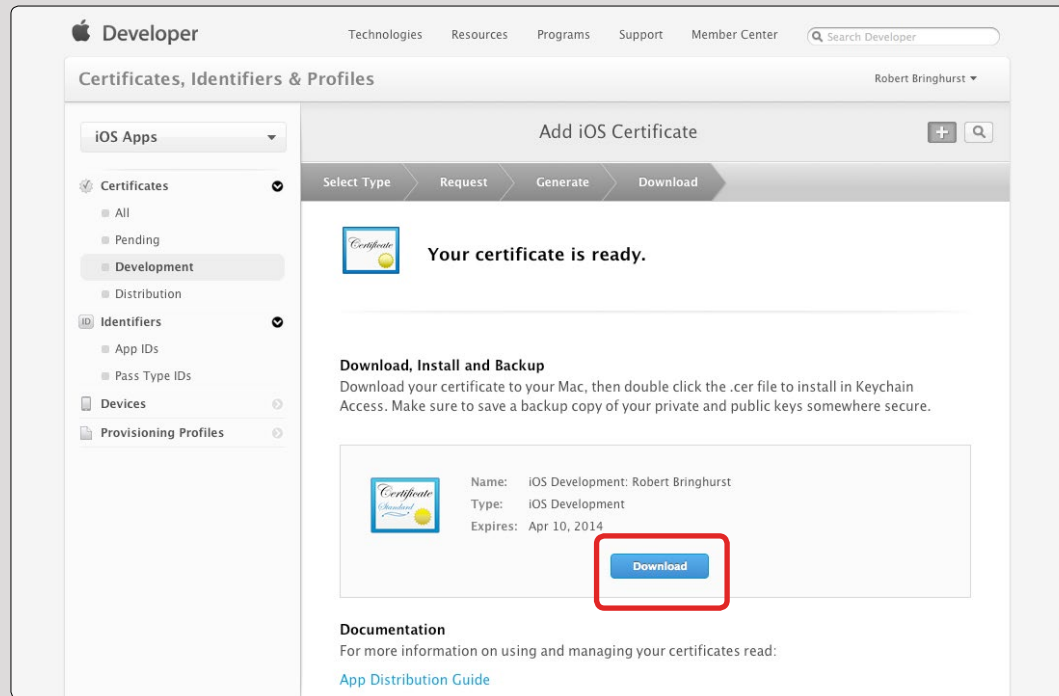 Developer
Technologies Resources Programs Support Member Center Search Developer
Certificates, Identifiers & Profiles
Robert Bringhurst
iOS Apps
Certificates
All
Pending
Development
Distribution
ID Identifiers
App IDs
Pass Type IDs
Devices
Provisioning Profiles
Add iOS Certificate
Select Type Request Generate Download
Certificate
Your certificate is ready.
Download, Install and Backup
Download your certificate to your Mac, then double click the .cer file to install in Keychain
Access. Make sure to save a backup copy of your private and public keys somewhere secure.
Certificate
Standard
Name: iOS Development: Robert Bringhurst
Type: iOS Development
Expires: Apr 10, 2014
Download
Documentation
For more information on using and managing your certificates read:
App Distribution Guide